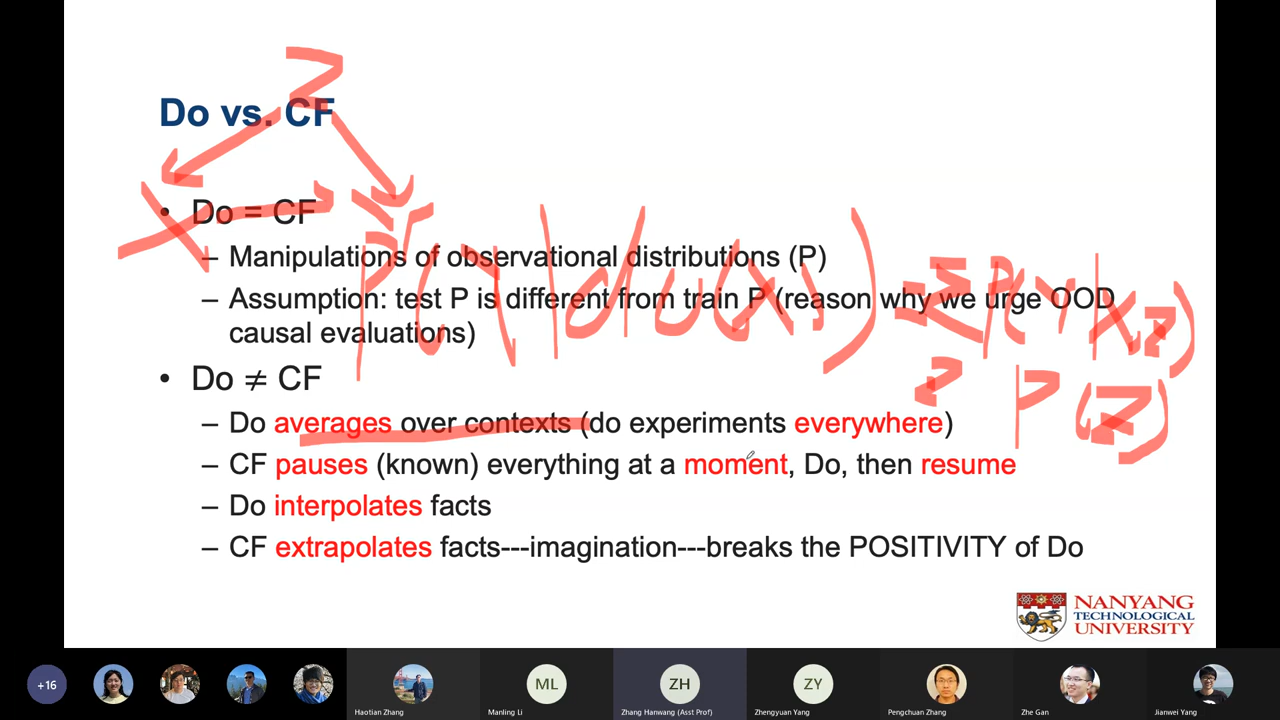 Z
Do vs. CF
X
Y
• Do = CF
– Manipulations of observational distributions (P)
– Assumption: test P is different from train P (reason why we urge OOD
causal evaluations)
P(Y|do(X)) = Σ P(Y|X,Z)
Z
P(Z)
• Do ≠ CF
– Do averages over contexts (do experiments everywhere)
– CF pauses (known) everything at a moment, Do, then resume
– Do interpolates facts
– CF extrapolates facts---imagination---breaks the POSITIVITY of Do
NANYANG
TECHNOLOGICAL
UNIVERSITY
+16
ML
ZH
ZY
Haotian Zhang
Manling Li
Zhang Hanwang (Asst Prof)
Zhengyuan Yang
Pengchuan Zhang
Zhe Gan
Jianwei Yang